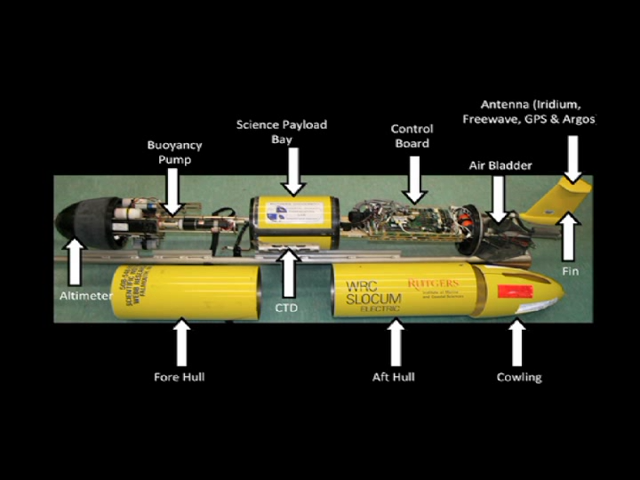 Antenna (Iridium,
Freewave, GPS & Argos
Science Payload
Bay
Control
Board
Buoyancy
Pump
Air Bladder
Fin
Altimeter
CTD
WRC
SLOCUM
ELECTRIC
RUTGERS
Fore Hull
Aft Hull
Cowling